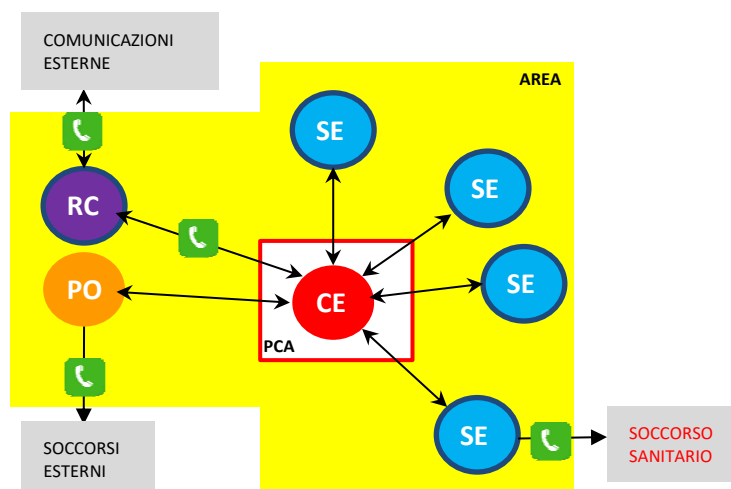 COMUNICAZIONI
ESTERNE
AREA
SE
SE
RC
SE
PO
CE
PCA
SE
SOCCORSO
SANITARIO
SOCCORSI
ESTERNI